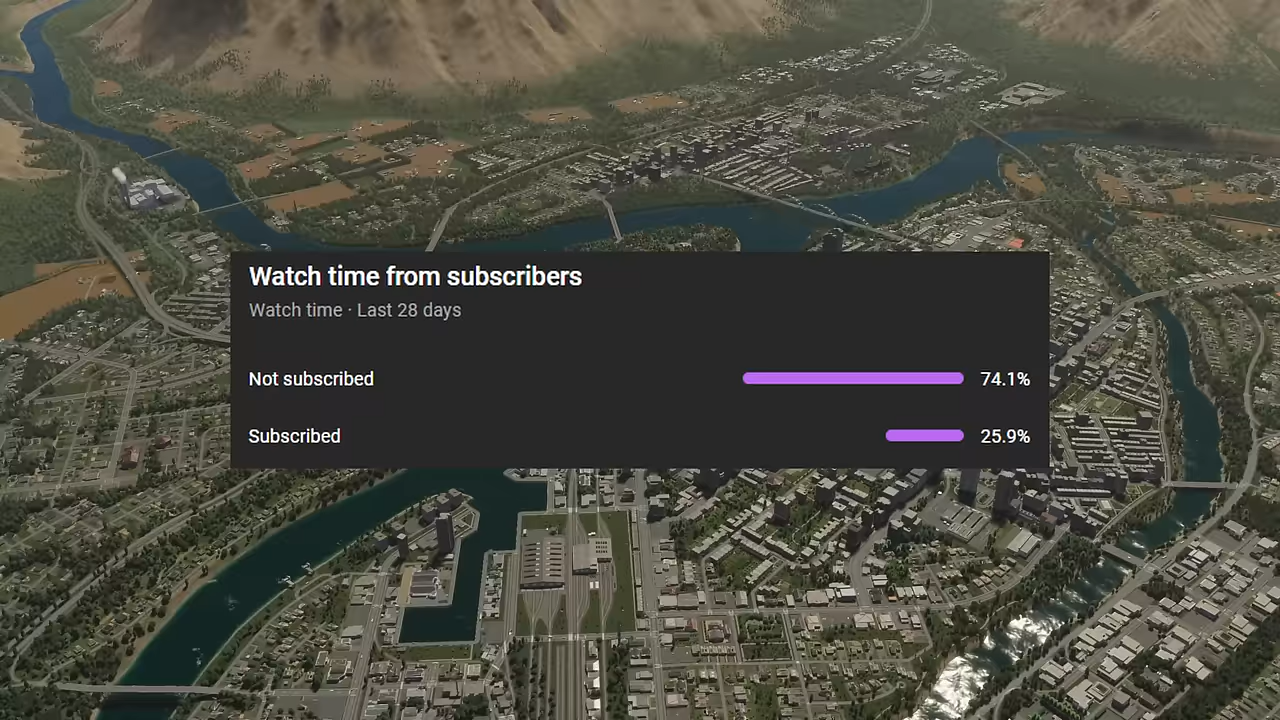 Watch time from subscribers
Watch time · Last 28 days
Not subscribed 74.1%
Subscribed 25.9%